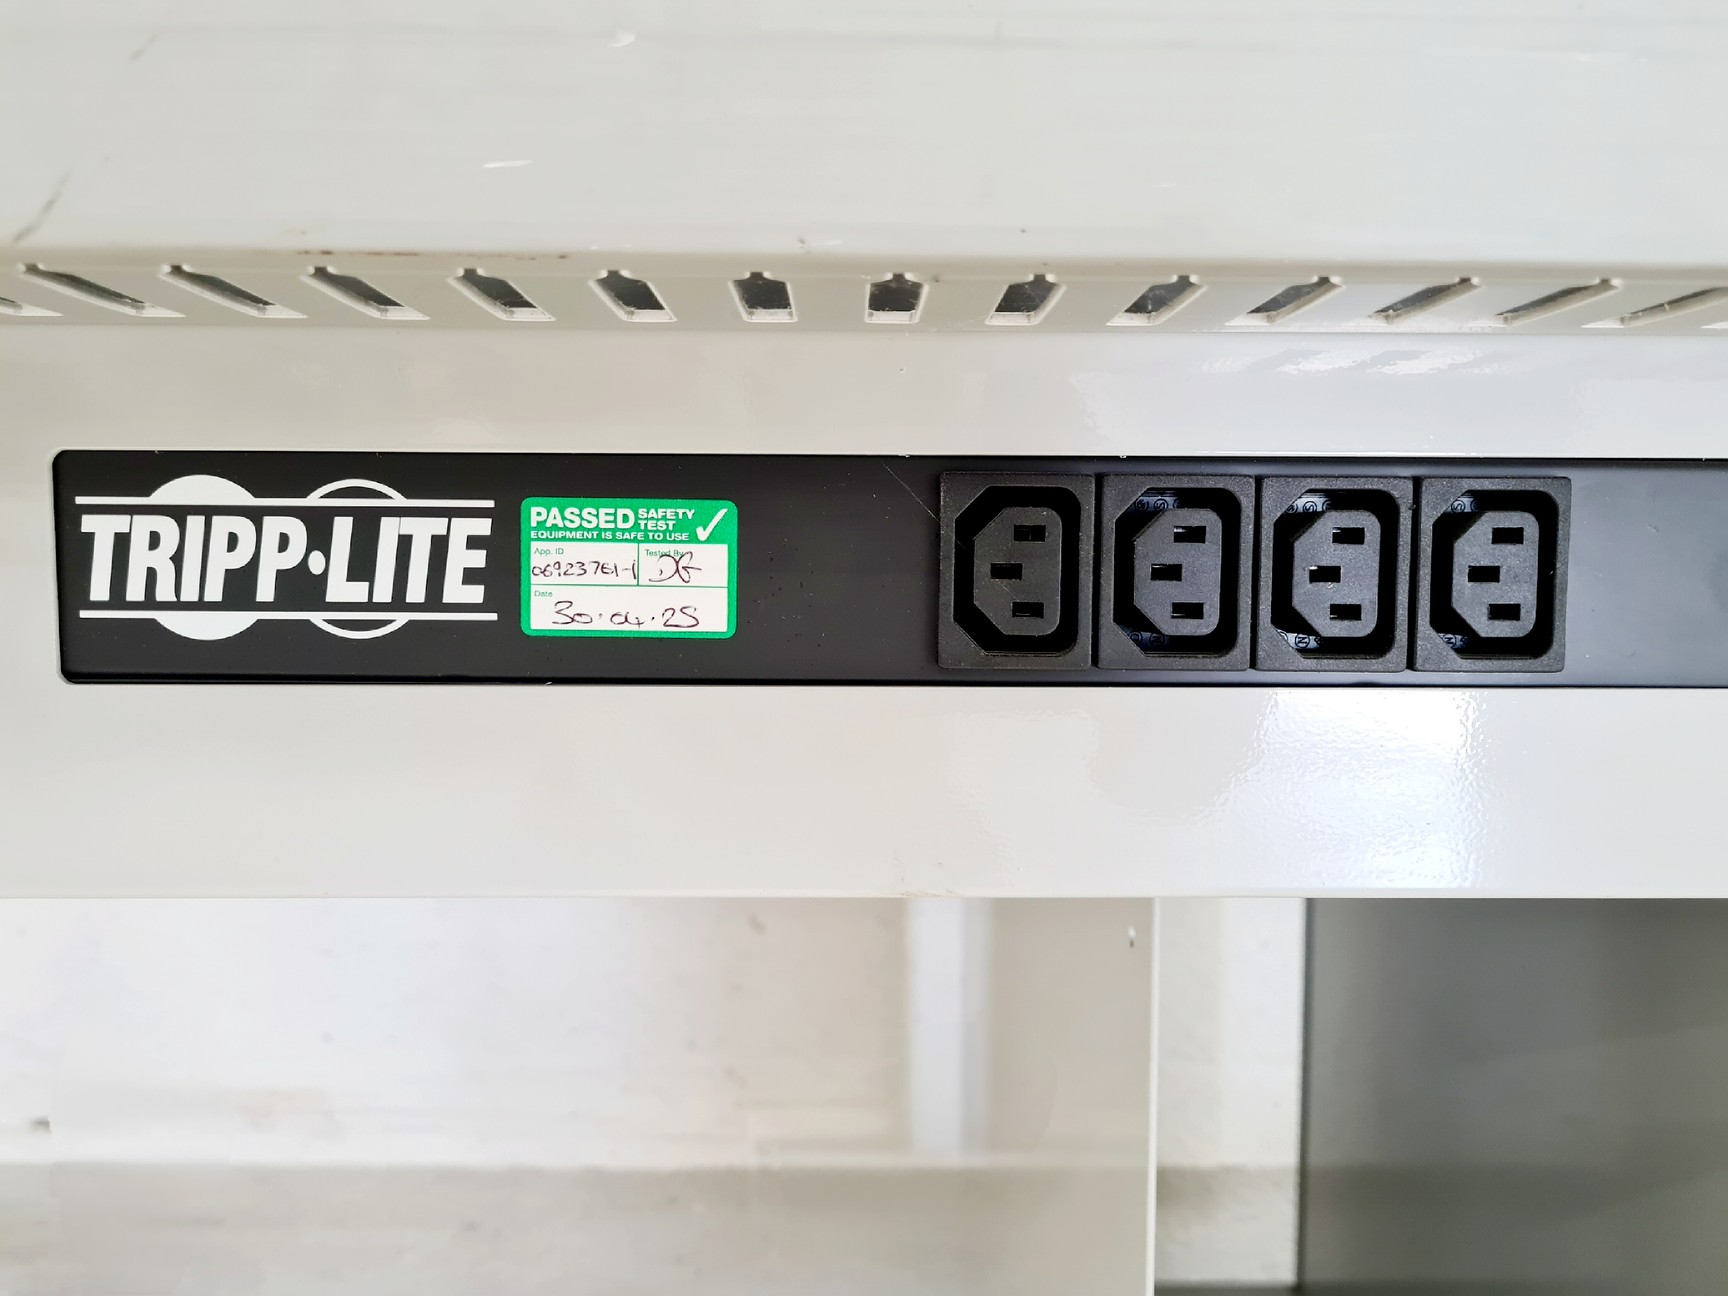 TRIPP·LITE
PASSED SAFETY TEST
EQUIPMENT IS SAFE TO USE
App. ID
Tested By
06923761-1
DG
Date
30.04.25